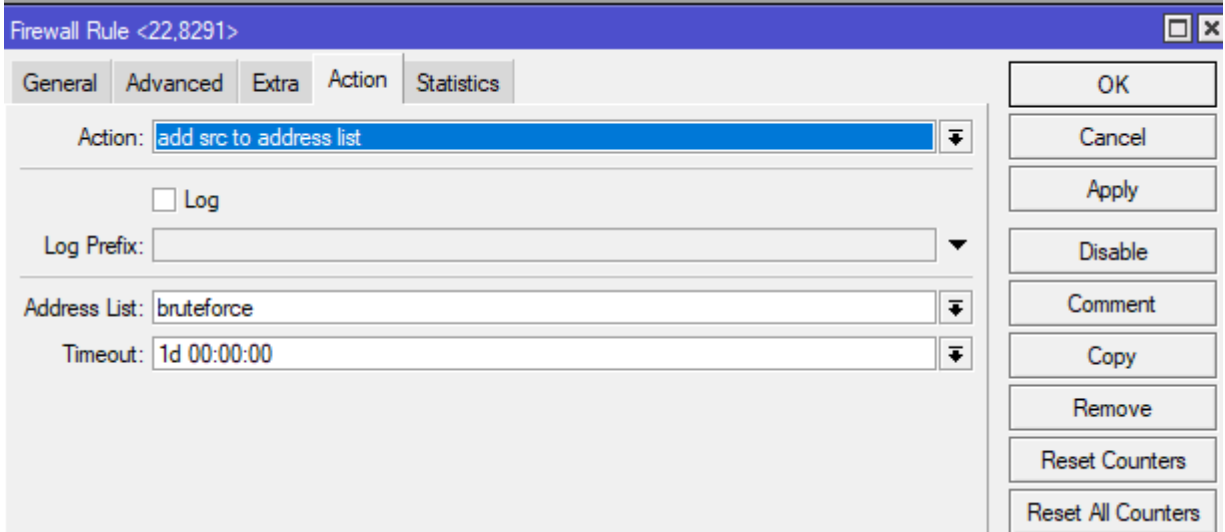 Firewall Rule <22,8291>
General Advanced Extra Action Statistics
Action: add src to address list
Log
Log Prefix:
Address List: bruteforce
Timeout: 1d 00:00:00
OK
Cancel
Apply
Disable
Comment
Copy
Remove
Reset Counters
Reset All Counters